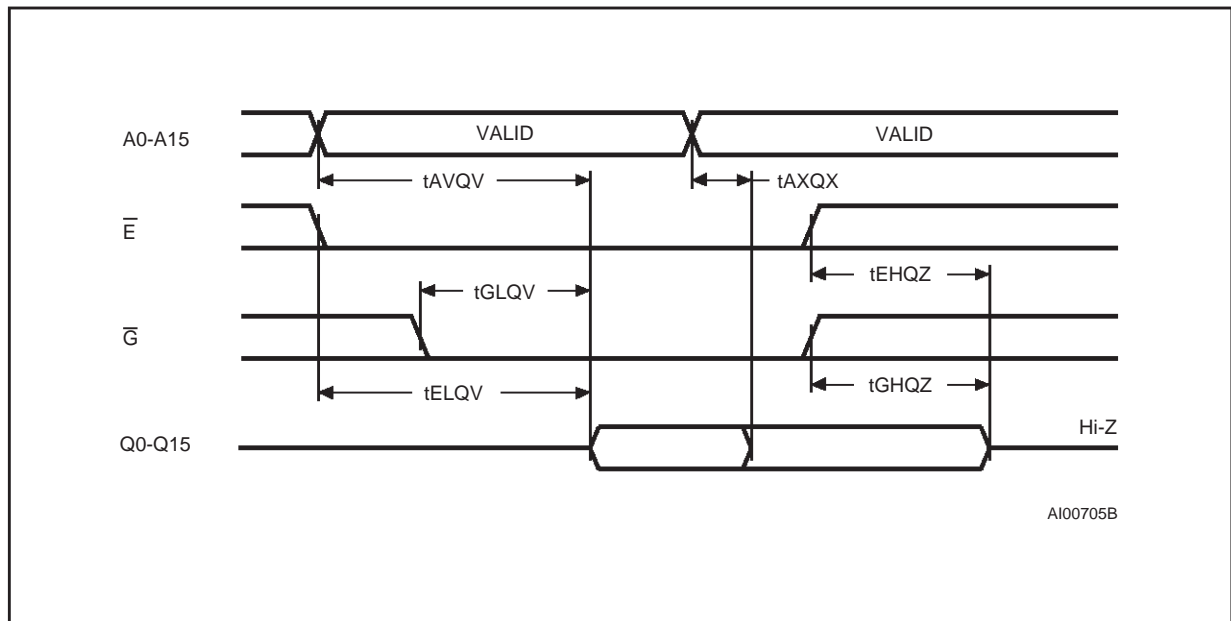 A0-A15
VALID
VALID
tAVQV
tAXQX
E̅
tEHQZ
tGLQV
G̅
tGHQZ
tELQV
Q0-Q15
Hi-Z
AI00705B